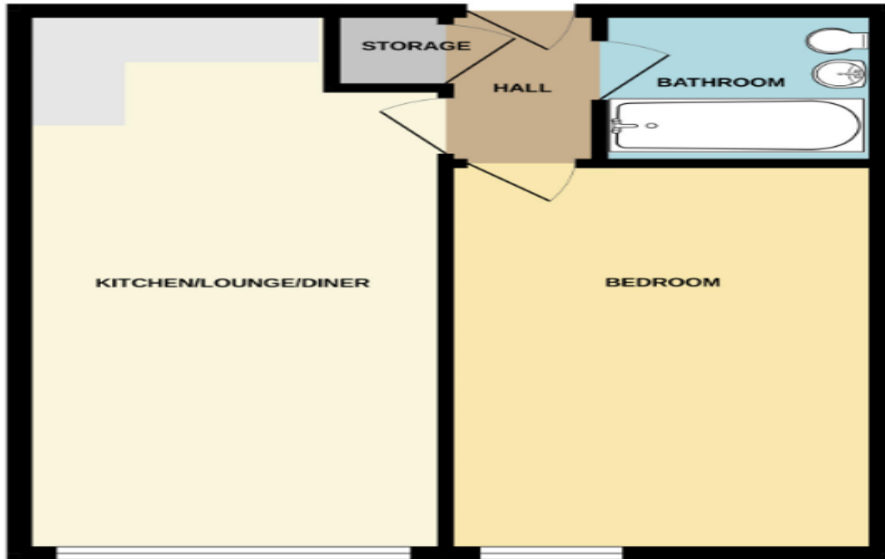 STORAGE
HALL
BATHROOM
KITCHEN/LOUNGE/DINER
BEDROOM